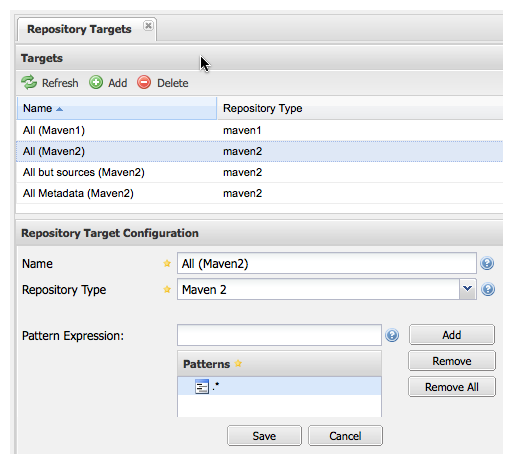 Repository Targets
Targets
Refresh Add Delete
Name Repository Type
All (Maven1) maven1
All (Maven2) maven2
All but sources (Maven2) maven2
All Metadata (Maven2) maven2
Repository Target Configuration
Name All (Maven2)
Repository Type Maven 2
Pattern Expression: Add
Patterns Remove
.* Remove All
Save Cancel